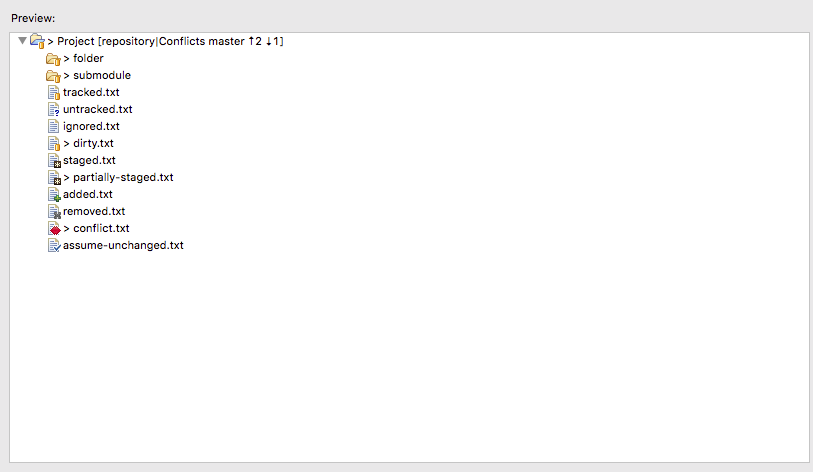 Preview:
> Project [repository|Conflicts master ↑2 ↓1]
> folder
> submodule
tracked.txt
untracked.txt
ignored.txt
> dirty.txt
staged.txt
> partially-staged.txt
added.txt
removed.txt
> conflict.txt
assume-unchanged.txt